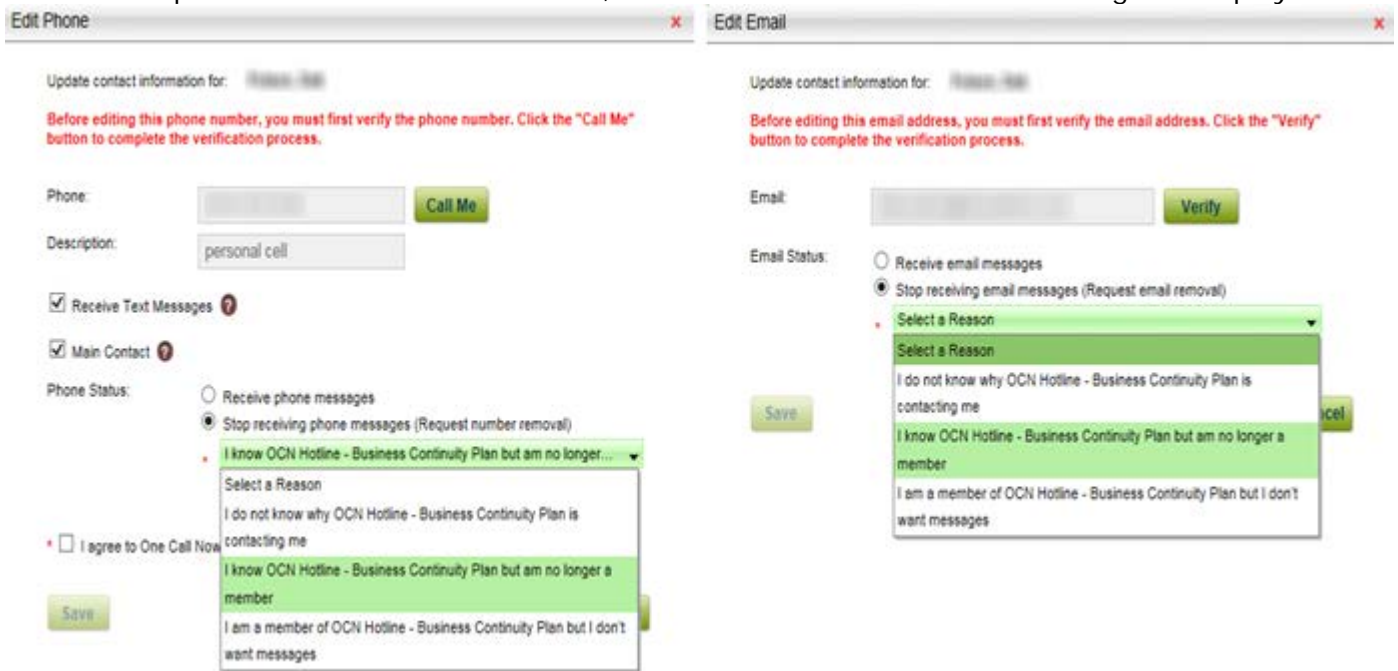 Edit Phone
Update contact information for:
Before editing this phone number, you must first verify the phone number. Click the "Call Me"
button to complete the verification process.
Phone:
Call Me
Description:
personal cell
Receive Text Messages ?
Main Contact ?
Phone Status:
Receive phone messages
Stop receiving phone messages (Request number removal)
* I know OCN Hotline - Business Continuity Plan but am no longer...
Select a Reason
I do not know why OCN Hotline - Business Continuity Plan is
contacting me
I know OCN Hotline - Business Continuity Plan but am no longer a
member
I am a member of OCN Hotline - Business Continuity Plan but I don't
want messages
* I agree to One Call Now
Save
Edit Email
Update contact information for:
Before editing this email address, you must first verify the email address. Click the "Verify"
button to complete the verification process.
Email:
Verify
Email Status:
Receive email messages
Stop receiving email messages (Request email removal)
* Select a Reason
Select a Reason
I do not know why OCN Hotline - Business Continuity Plan is
contacting me
I know OCN Hotline - Business Continuity Plan but am no longer a
member
I am a member of OCN Hotline - Business Continuity Plan but I don't
want messages
Save
cel